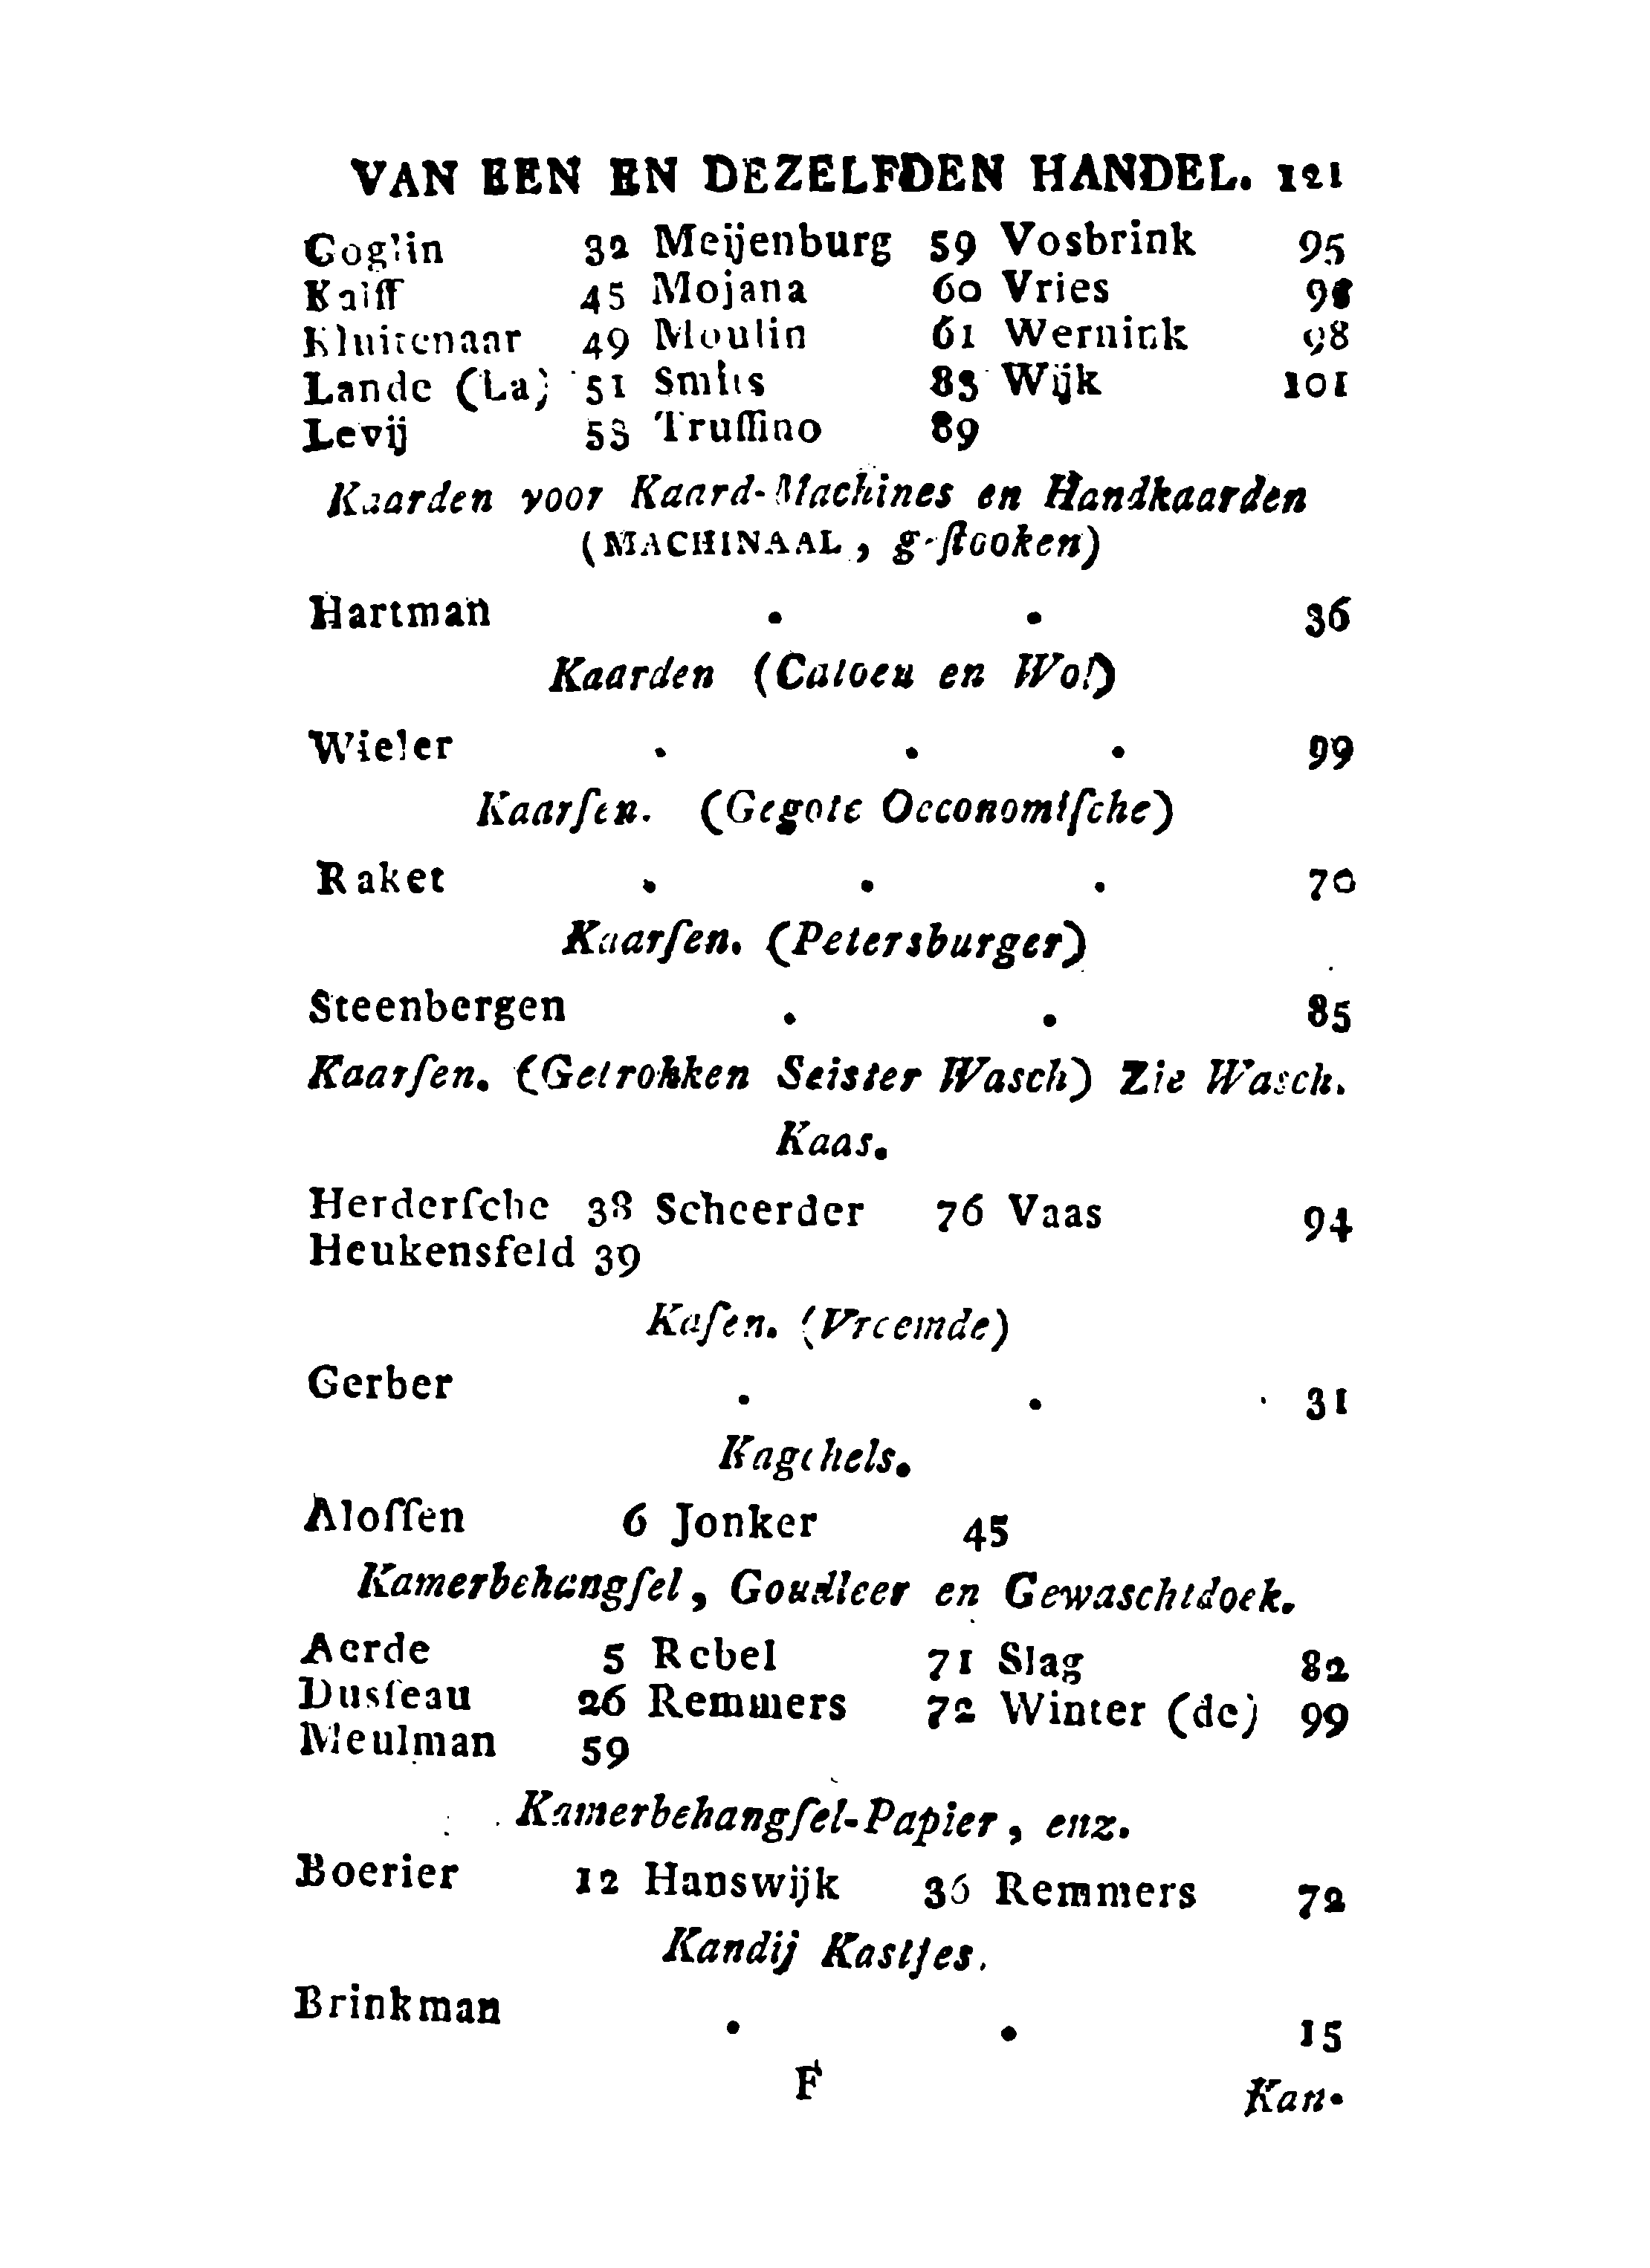 VAN EEN EN DEZELFDEN HANDEL. 121
Goglin 32 Meijenburg 59 Vosbrink 95
Kaiff 45 Mojana 60 Vries
Kluitenaar 49 Moulin 61 Wernink 98
Lande (La) 51 Smits 83 Wijk 101
Levij 53 Truſſino 89
Kaarden voor Kaard-Machines en Handkaarden
(MACHINAAL, geſtooken)
Hartman . . 36
Kaarden (Catoen en Wol)
Wieler . . . 99
Kaarſen. (Gegote Oeconomiſche)
Raket . . . 70
Kaarſen. (Petersburger)
Steenbergen . . 85
Kaarſen. (Getrokken Seister Wasch) Zie Wasch.
Kaas.
Herderſche 38 Scheerder 76 Vaas 94
Heukensfeld 39
Kaſen. (Vreemde)
Gerber . . . 31
Kagchels.
Aloſſen 6 Jonker 45
Kamerbehangſel, Goudleer en Gewaschtdoek.
Aerde 5 Rebel 71 Slag 82
Dusſeau 26 Remmers 72 Winter (de) 99
Meulman 59
Kamerbehangſel-Papier, enz.
Boerier 12 Hanswijk 36 Remmers 72
Kandij Kastjes.
Brinkman . . 15
F
Kan-